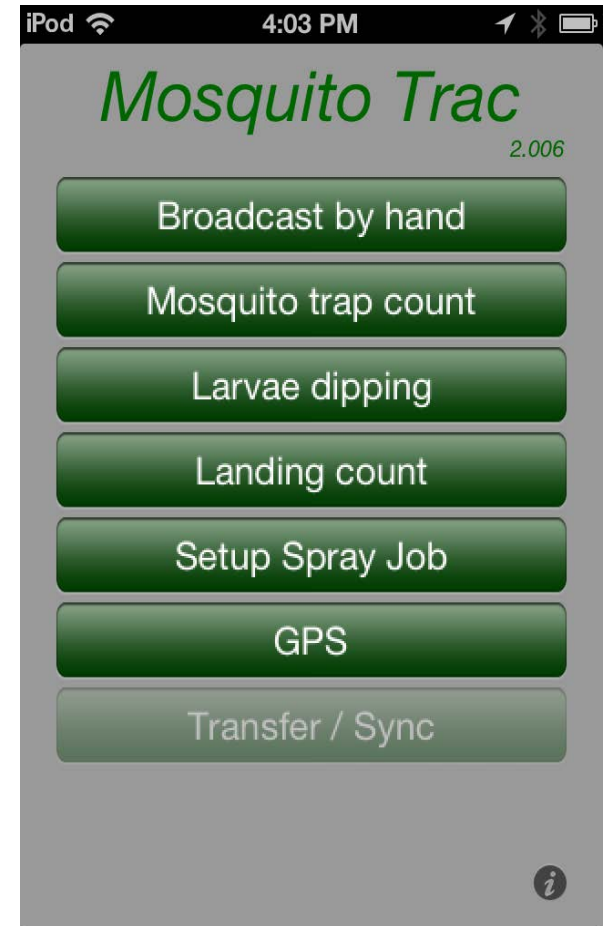 iPod 4:03 PM
Mosquito Trac
2.006
Broadcast by hand
Mosquito trap count
Larvae dipping
Landing count
Setup Spray Job
GPS
Transfer / Sync
i